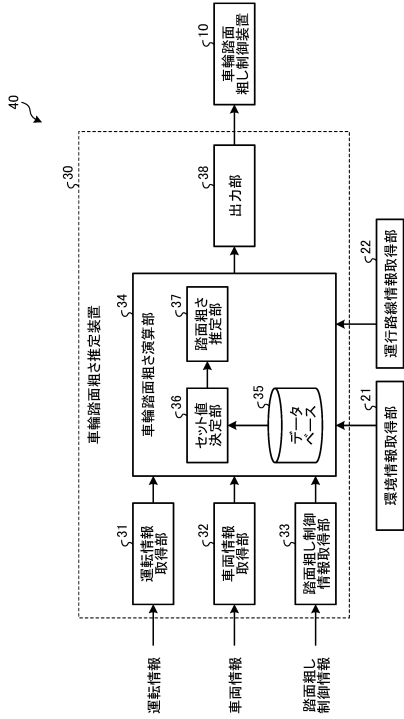 40
30
車輪踏面粗さ推定装置
運転情報
31
運転情報
取得部
車両情報
32
車両情報
取得部
踏面粗し
制御情報
33
踏面粗し制御
情報取得部
34
車輪踏面粗さ演算部
36
セット値
決定部
37
踏面粗さ
推定部
35
データ
ベース
38
出力部
10
車輪踏面
粗し制御装置
21
環境情報取得部
22
運行路線情報取得部